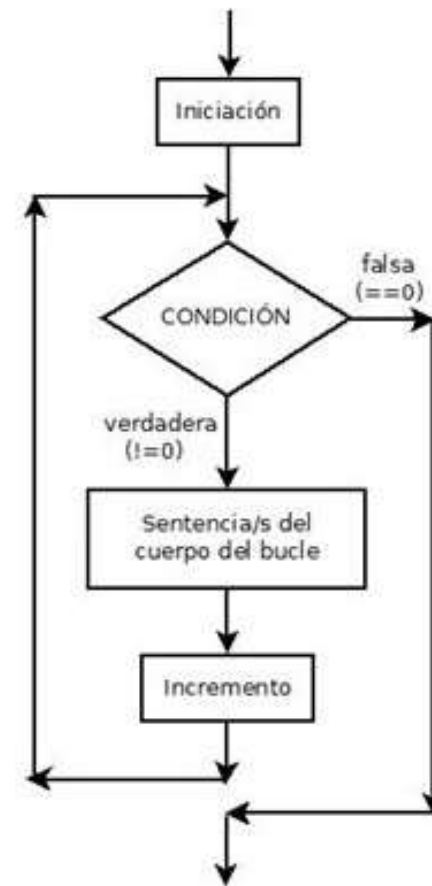 Iniciación
CONDICIÓN
falsa
(==0)
verdadera
(!=0)
Sentencia/s del
cuerpo del bucle
Incremento